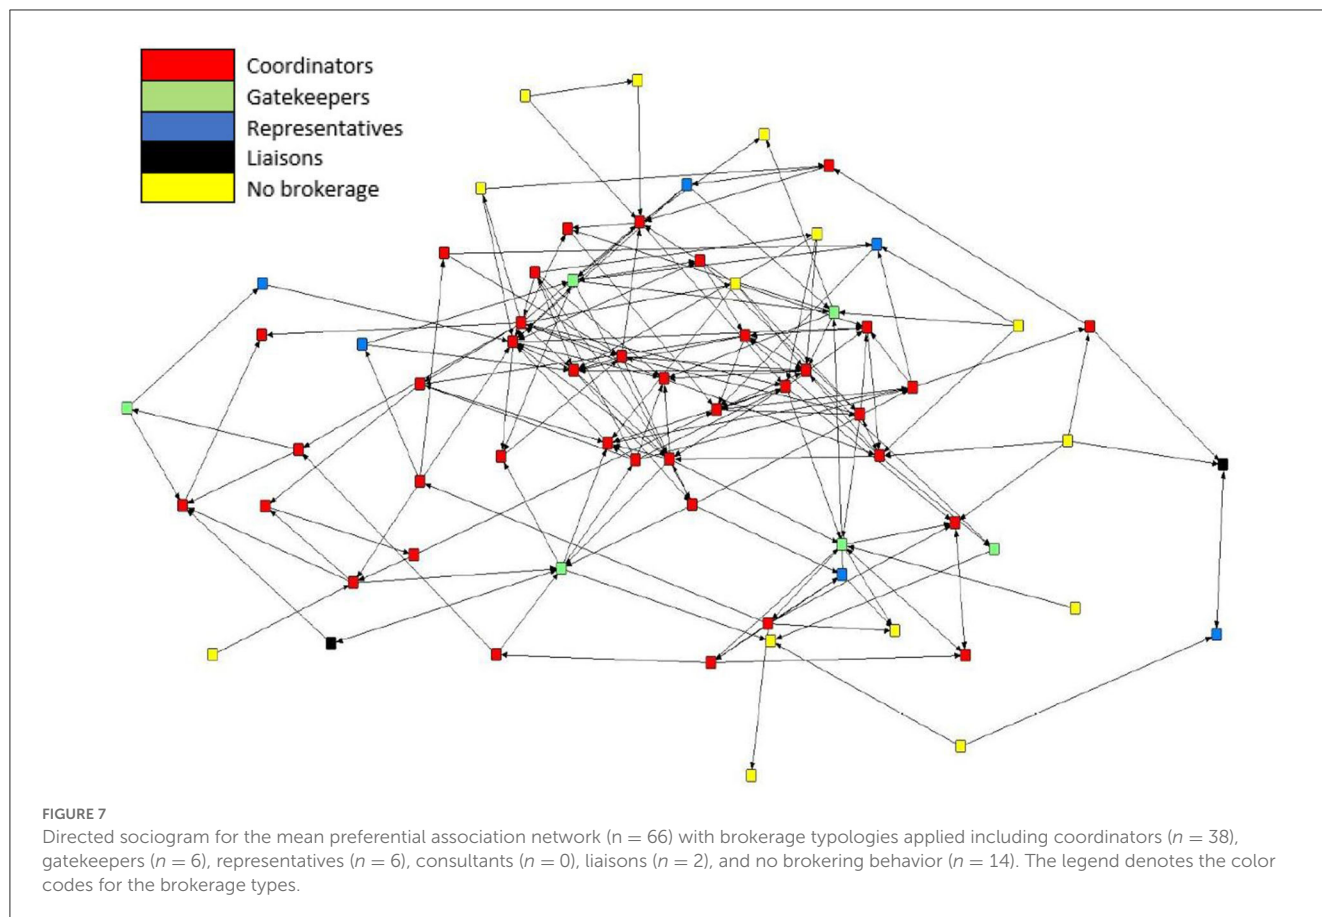 Coordinators
Gatekeepers
Representatives
Liaisons
No brokerage
FIGURE 7
Directed sociogram for the mean preferential association network (n = 66) with brokerage typologies applied including coordinators (n = 38),
gatekeepers (n = 6), representatives (n = 6), consultants (n = 0), liaisons (n = 2), and no brokering behavior (n = 14). The legend denotes the color
codes for the brokerage types.